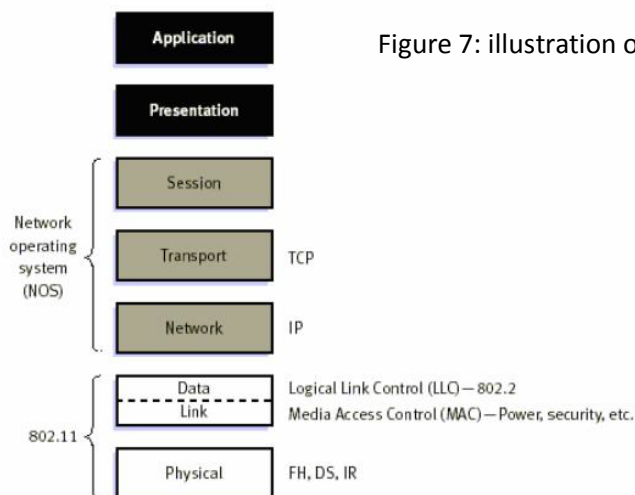 Application
Figure 7: illustration o
Presentation
Session
Network
operating
system
(NOS)
Transport
TCP
Network
IP
Data
Link
Logical Link Control (LLC)—802.2
Media Access Control (MAC)—Power, security, etc.
802.11
Physical
FH, DS, IR